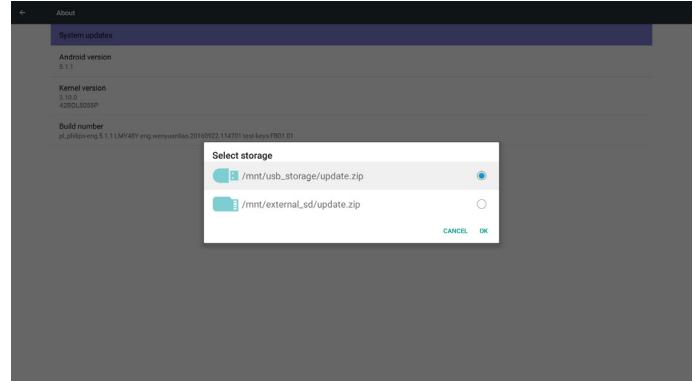 About
System updates
Android version
5.1.1
Kernel version
3.10.0
42BDL5055P
Build number
pl_philips-eng 5.1.1 LMY48Y eng.wenyuanliao.20160922.114701 test-keys FB01.01
Select storage
/mnt/usb_storage/update.zip
/mnt/external_sd/update.zip
CANCEL OK